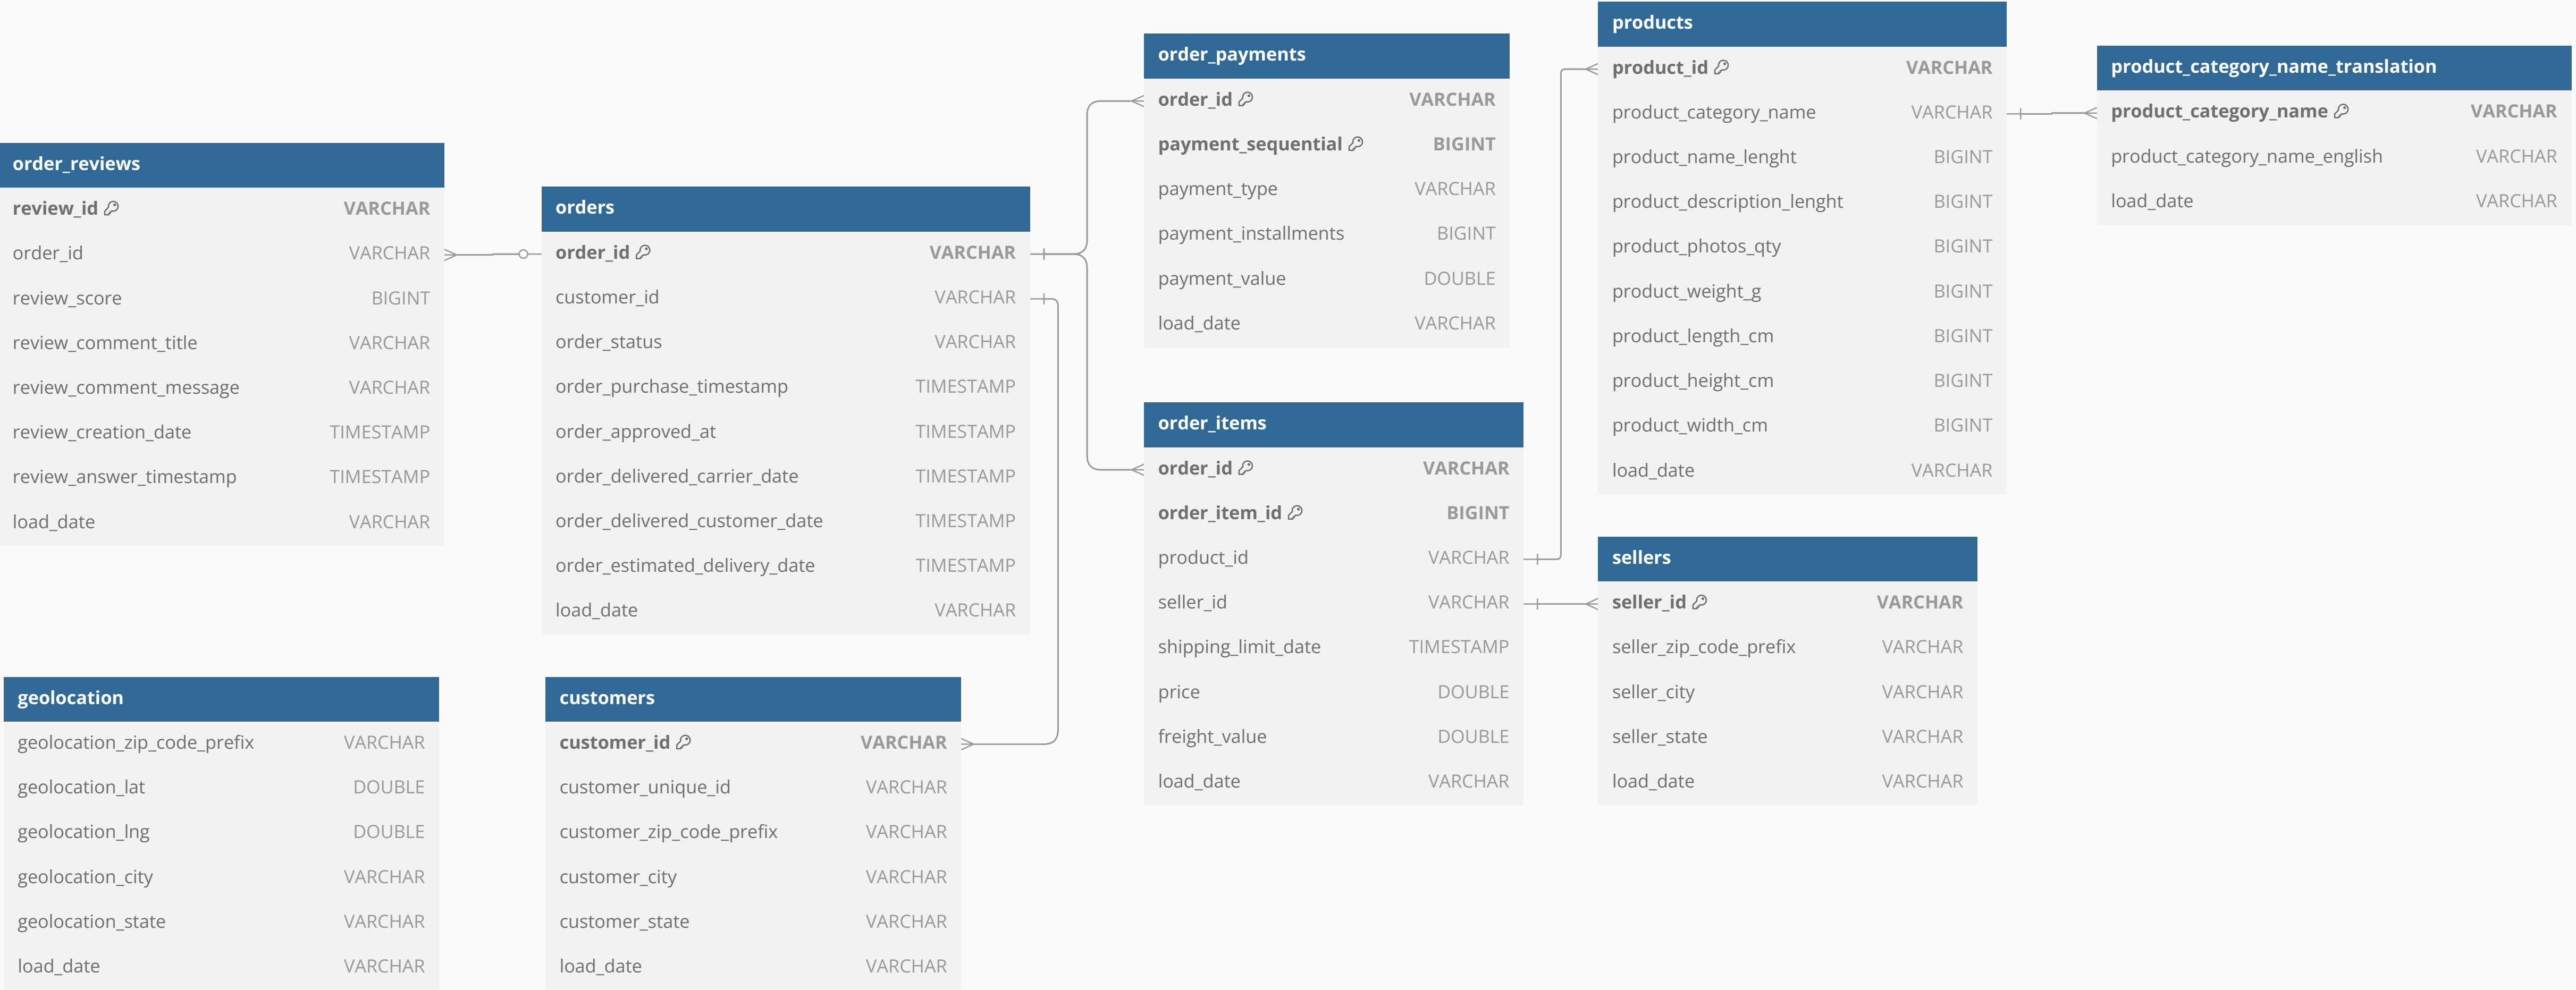 order_reviews
review_id VARCHAR
order_id VARCHAR
review_score BIGINT
review_comment_title VARCHAR
review_comment_message VARCHAR
review_creation_date TIMESTAMP
review_answer_timestamp TIMESTAMP
load_date VARCHAR
orders
order_id VARCHAR
customer_id VARCHAR
order_status VARCHAR
order_purchase_timestamp TIMESTAMP
order_approved_at TIMESTAMP
order_delivered_carrier_date TIMESTAMP
order_delivered_customer_date TIMESTAMP
order_estimated_delivery_date TIMESTAMP
load_date VARCHAR
order_payments
order_id VARCHAR
payment_sequential BIGINT
payment_type VARCHAR
payment_installments BIGINT
payment_value DOUBLE
load_date VARCHAR
products
product_id VARCHAR
product_category_name VARCHAR
product_name_lenght BIGINT
product_description_lenght BIGINT
product_photos_qty BIGINT
product_weight_g BIGINT
product_length_cm BIGINT
product_height_cm BIGINT
product_width_cm BIGINT
load_date VARCHAR
product_category_name_translation
product_category_name VARCHAR
product_category_name_english VARCHAR
load_date VARCHAR
order_items
order_id VARCHAR
order_item_id BIGINT
product_id VARCHAR
seller_id VARCHAR
shipping_limit_date TIMESTAMP
price DOUBLE
freight_value DOUBLE
load_date VARCHAR
sellers
seller_id VARCHAR
seller_zip_code_prefix VARCHAR
seller_city VARCHAR
seller_state VARCHAR
load_date VARCHAR
geolocation
geolocation_zip_code_prefix VARCHAR
geolocation_lat DOUBLE
geolocation_lng DOUBLE
geolocation_city VARCHAR
geolocation_state VARCHAR
load_date VARCHAR
customers
customer_id VARCHAR
customer_unique_id VARCHAR
customer_zip_code_prefix VARCHAR
customer_city VARCHAR
customer_state VARCHAR
load_date VARCHAR